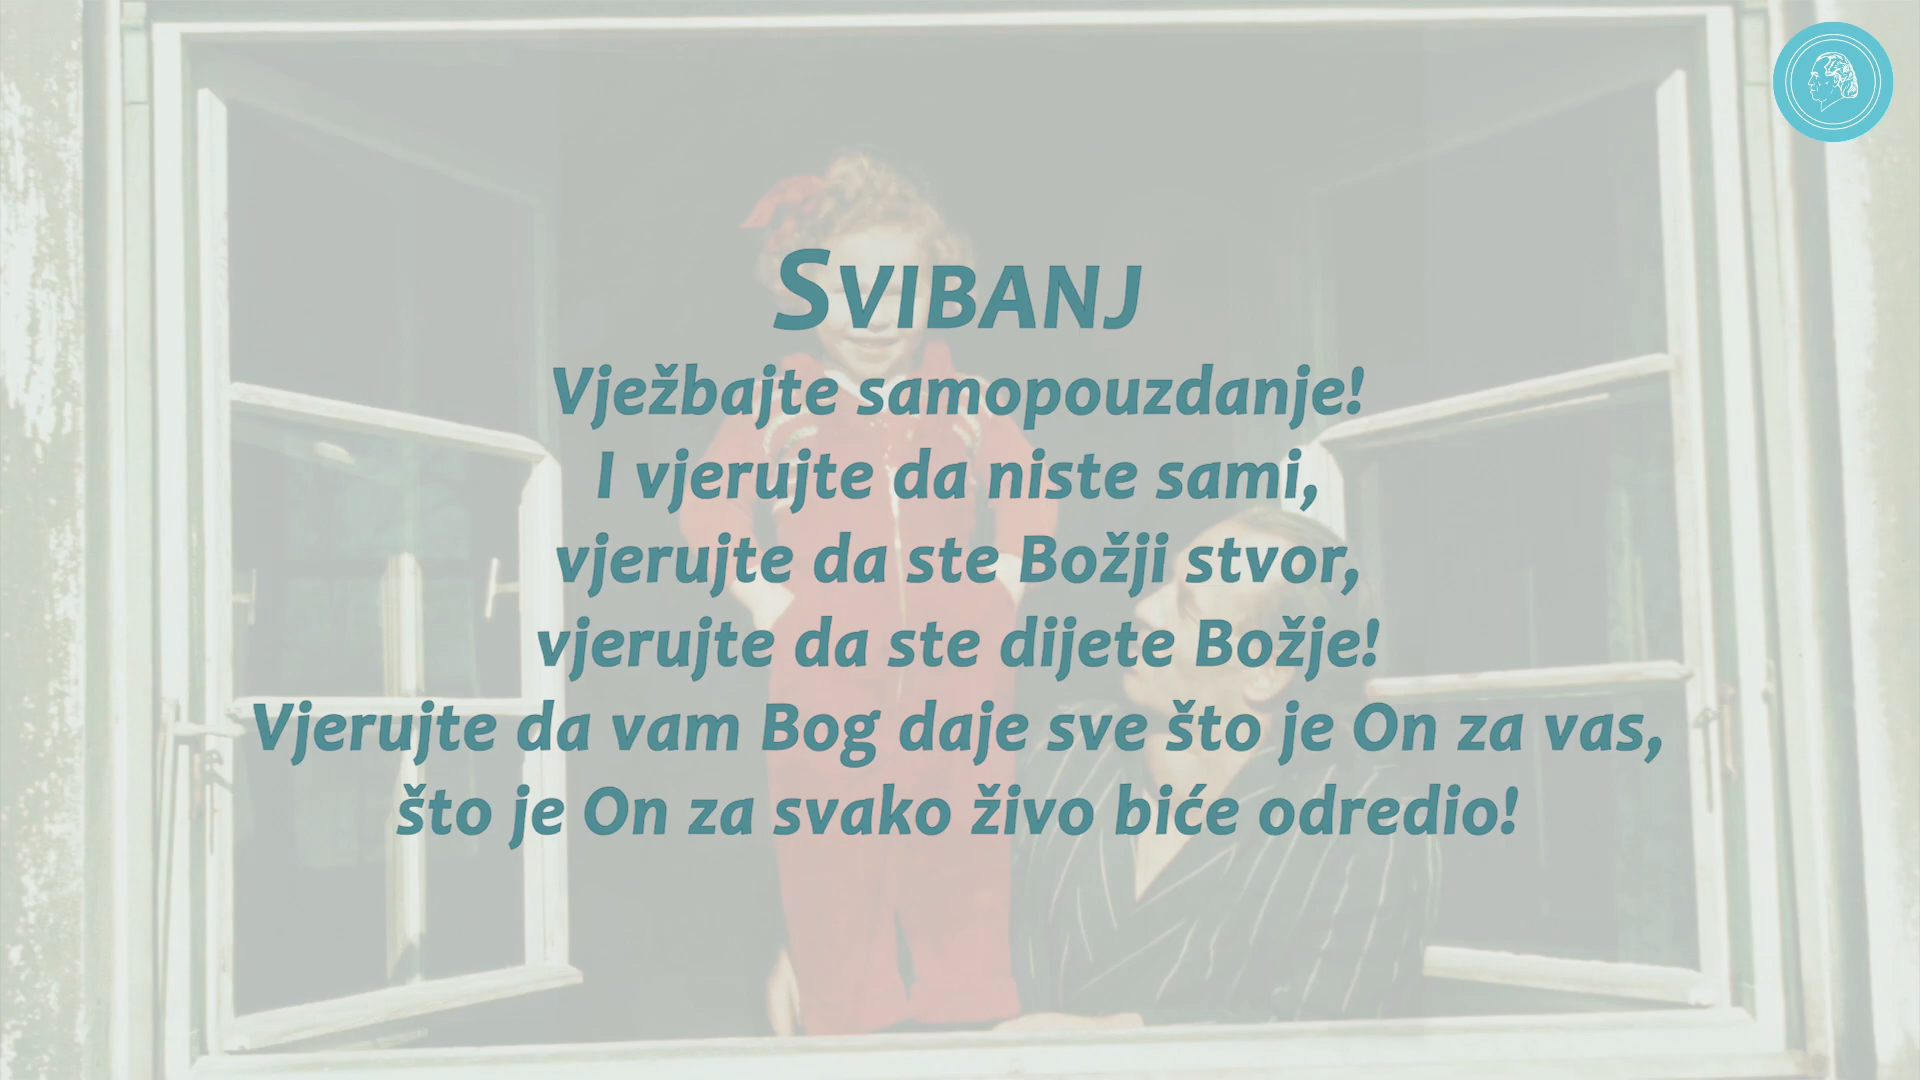 SVIBANJ
Vježbajte samopouzdanje!
I vjerujte da niste sami,
vjerujte da ste Božji stvor,
vjerujte da ste dijete Božje!
Vjerujte da vam Bog daje sve što je On za vas,
što je On za svako živo biće odredio!